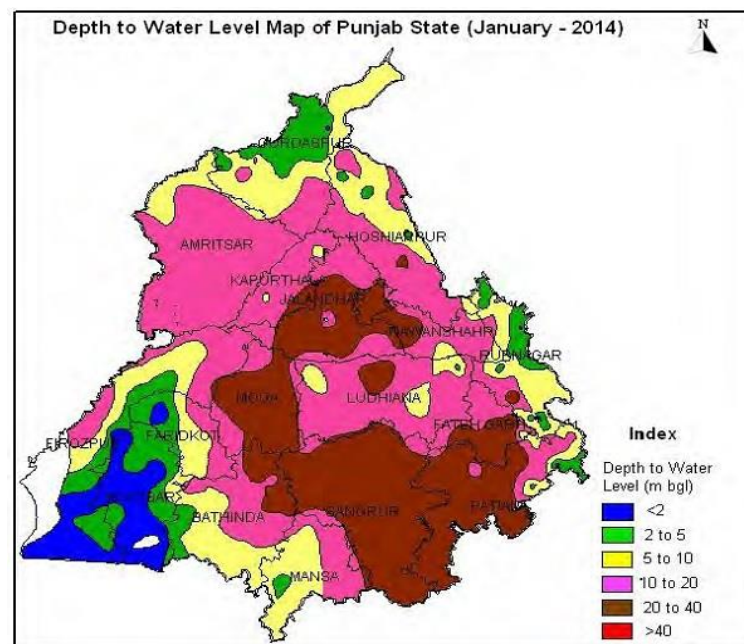 Depth to Water Level Map of Punjab State (January - 2014)
N
GURDASPUR
AMRITSAR
HOSHIARPUR
KAPURTHALA
JALANDHAR
NAWANSHAHR
RUPNAGAR
MOGA
LUDHIANA
FARIDKOT
BATHINDA
SANGRUR
PATIALA
MANSA
Index
Depth to Water
Level (m bgl)
<2
2 to 5
5 to 10
10 to 20
20 to 40
>40